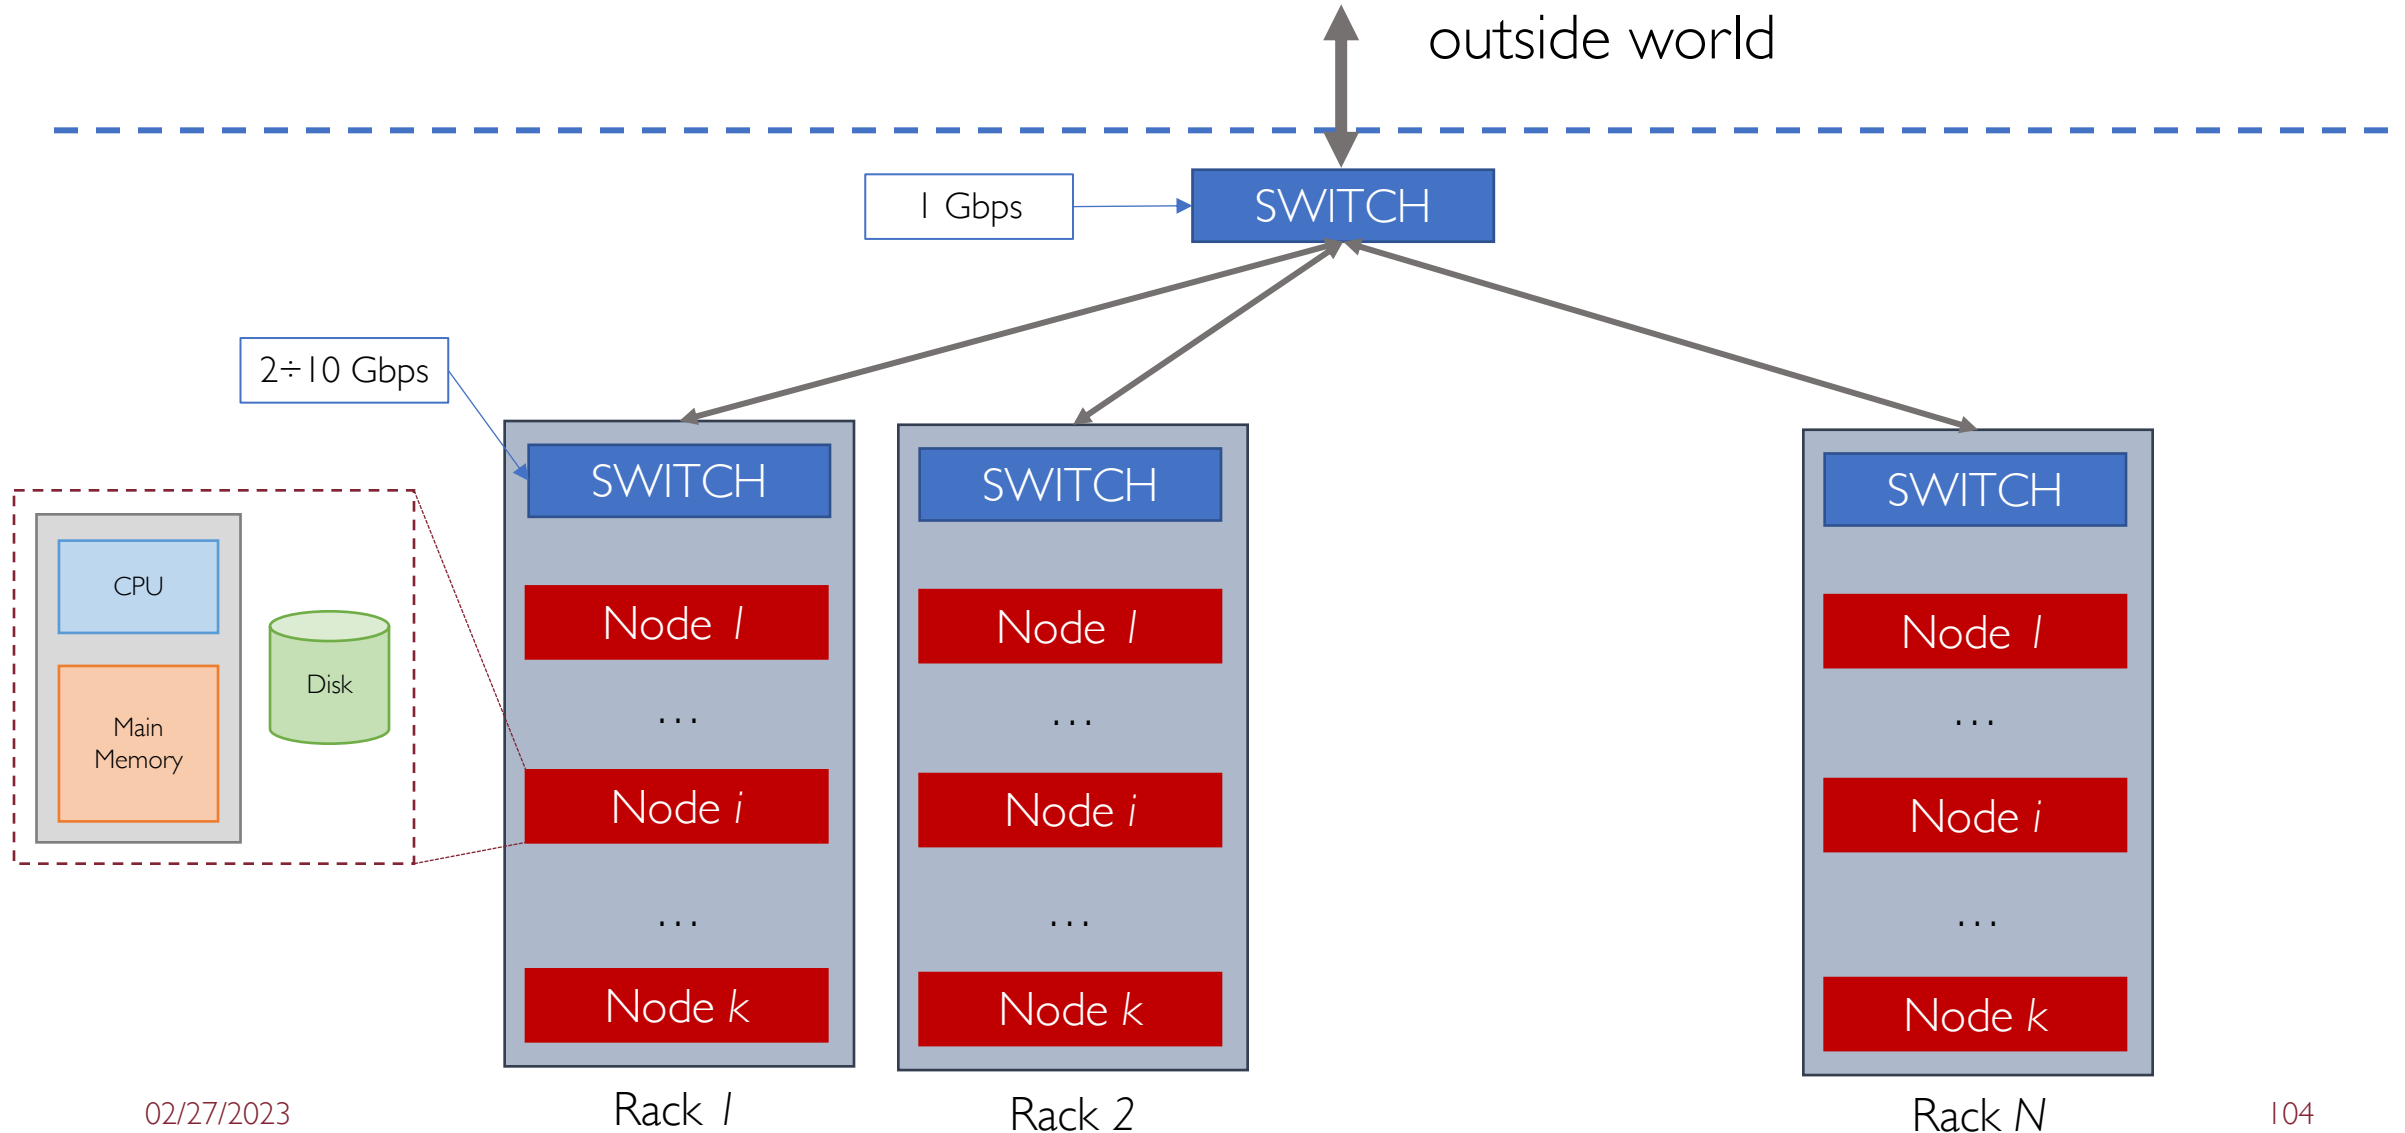 outside world
1 Gbps
SWITCH
2÷10 Gbps
SWITCH
SWITCH
SWITCH
CPU
Main
Memory
Disk
Node 1
...
Node i
...
Node k
Node 1
...
Node i
...
Node k
Node 1
...
Node i
...
Node k
Rack 1
Rack 2
Rack N
02/27/2023
104